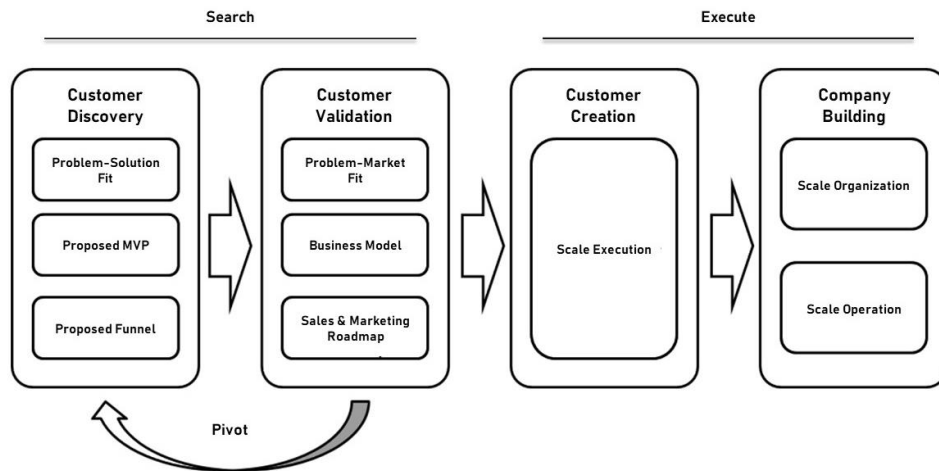 Search
Execute
Customer
Discovery
Problem-Solution
Fit
Proposed MVP
Proposed Funnel
Customer
Validation
Problem-Market
Fit
Business Model
Sales & Marketing
Roadmap
Customer
Creation
Scale Execution
Company
Building
Scale Organization
Scale Operation
Pivot